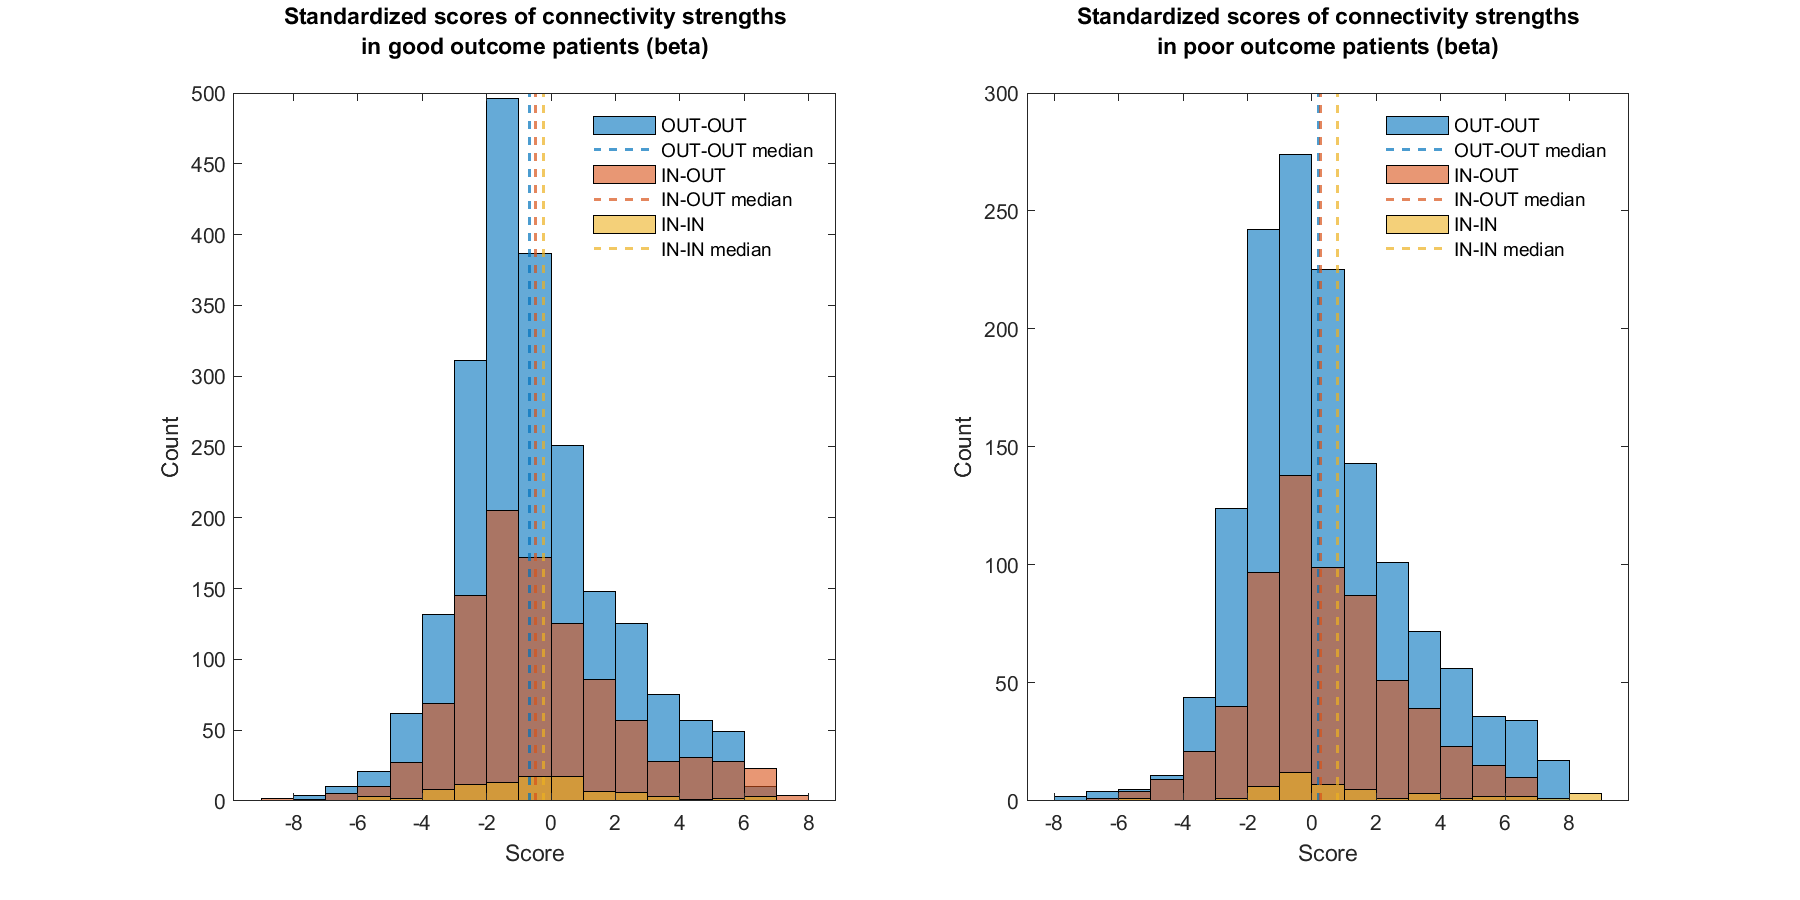 Standardized scores of connectivity strengths
in good outcome patients (beta)
500
450
400
350
300
250
200
150
100
50
0
Count
-8 -6 -4 -2 0 2 4 6 8
Score
OUT-OUT
OUT-OUT median
IN-OUT
IN-OUT median
IN-IN
IN-IN median
Standardized scores of connectivity strengths
in poor outcome patients (beta)
300
250
200
150
100
50
0
Count
-8 -6 -4 -2 0 2 4 6 8
Score
OUT-OUT
OUT-OUT median
IN-OUT
IN-OUT median
IN-IN
IN-IN median